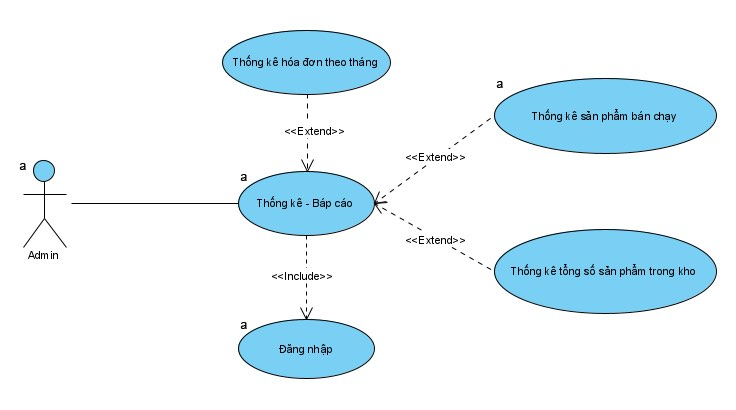 Thống kê hóa đơn theo tháng
a
Thống kê sản phẩm bán chạy
<<Extend>>
<<Extend>>
a
a
Thống kê - Báp cáo
Admin
<<Extend>>
Thống kê tổng số sản phẩm trong kho
<<Include>>
a
Đăng nhập